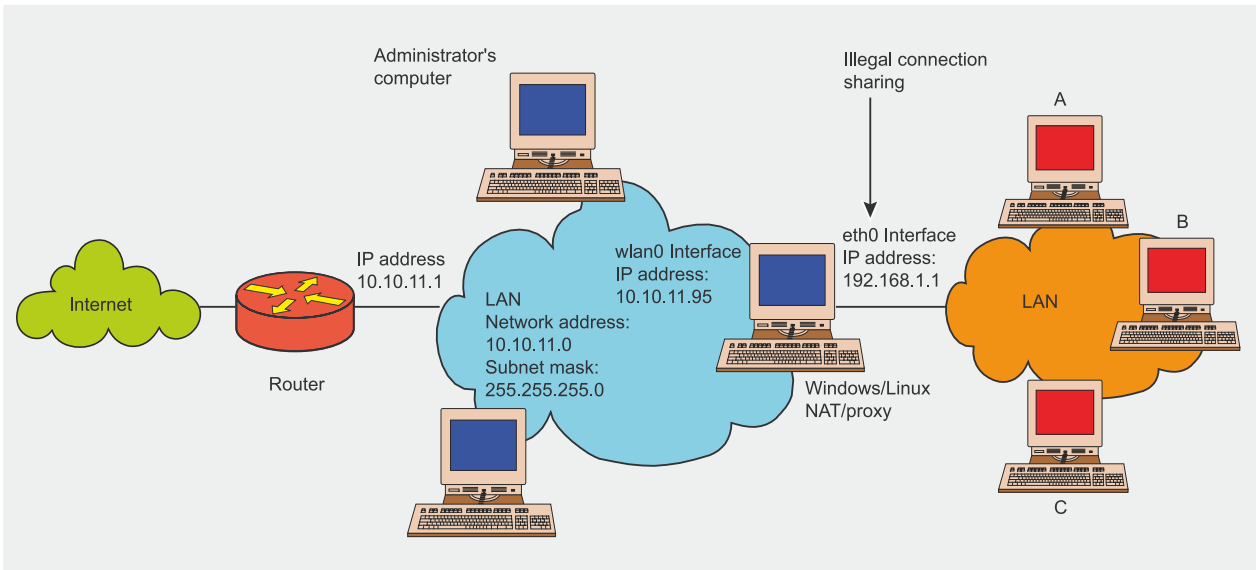 Administrator's
computer
Illegal connection
sharing
A
B
eth0 Interface
IP address:
192.168.1.1
wlan0 Interface
IP address:
10.10.11.95
IP address
10.10.11.1
Internet
LAN
Network address:
10.10.11.0
Subnet mask:
255.255.255.0
LAN
Router
Windows/Linux
NAT/proxy
C